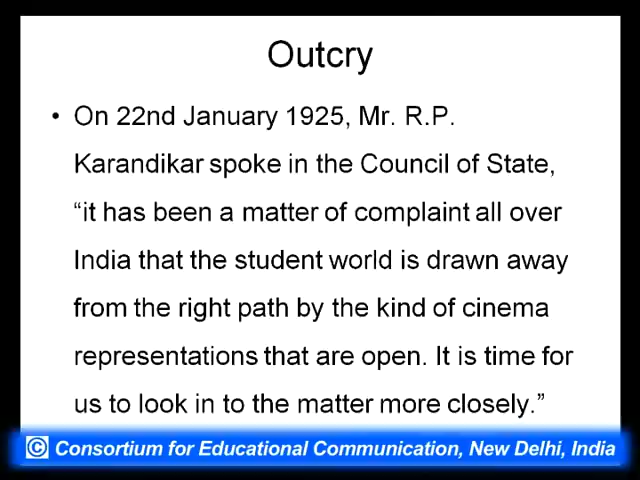 Outcry
• On 22nd January 1925, Mr. R.P.
Karandikar spoke in the Council of State,
“it has been a matter of complaint all over
India that the student world is drawn away
from the right path by the kind of cinema
representations that are open. It is time for
us to look in to the matter more closely.”
© Consortium for Educational Communication, New Delhi, India